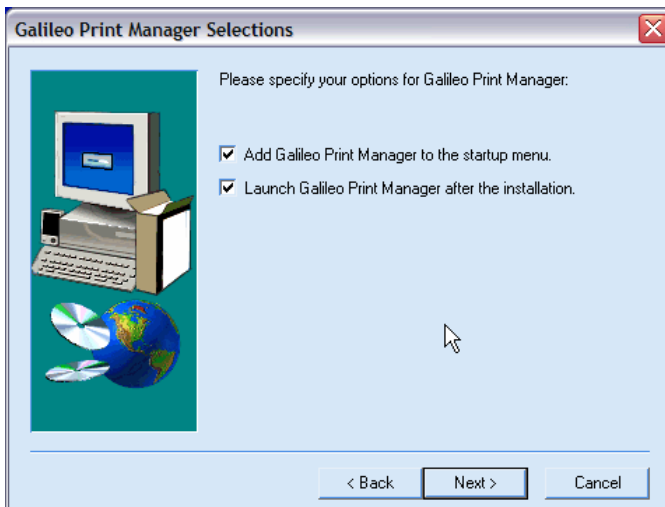 Galileo Print Manager Selections
Please specify your options for Galileo Print Manager:
Add Galileo Print Manager to the startup menu.
Launch Galileo Print Manager after the installation.
< Back
Next >
Cancel